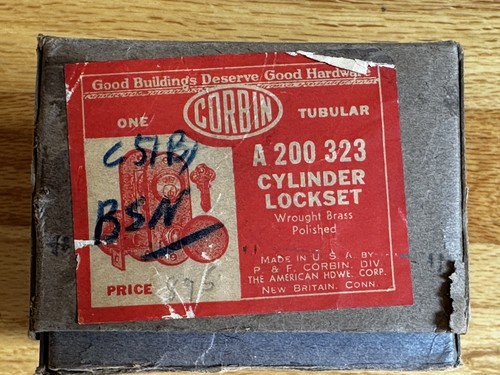 Good Buildings Deserve Good Hardware
CORBIN
ONE TUBULAR
A 200 323
CYLINDER
LOCKSET
Wrought Brass
Polished
BSN
MADE IN U. S. A. BY
P. & F. CORBIN. DIV.
THE AMERICAN HDWE. CORP.
NEW BRITAIN, CONN.
PRICE